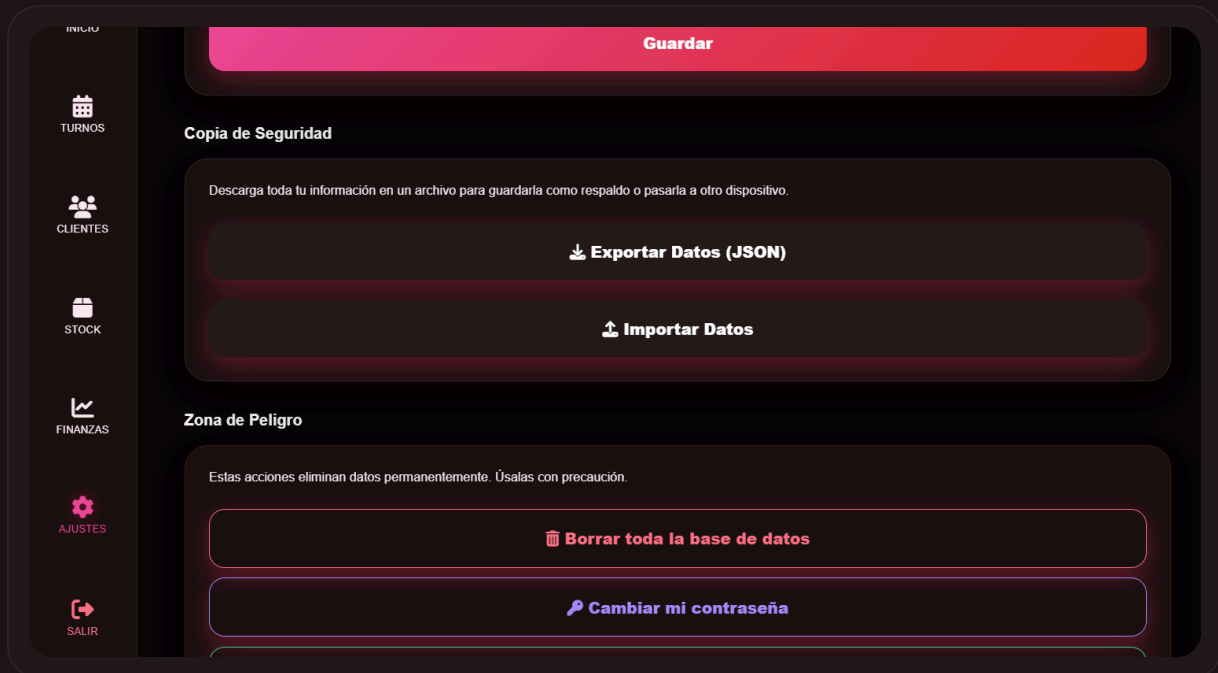 INICIO
TURNOS
CLIENTES
STOCK
FINANZAS
AJUSTES
SALIR
Guardar
Copia de Seguridad
Descarga toda tu información en un archivo para guardarla como respaldo o pasarla a otro dispositivo.
Exportar Datos (JSON)
Importar Datos
Zona de Peligro
Estas acciones eliminan datos permanentemente. Úsalas con precaución.
Borrar toda la base de datos
Cambiar mi contraseña